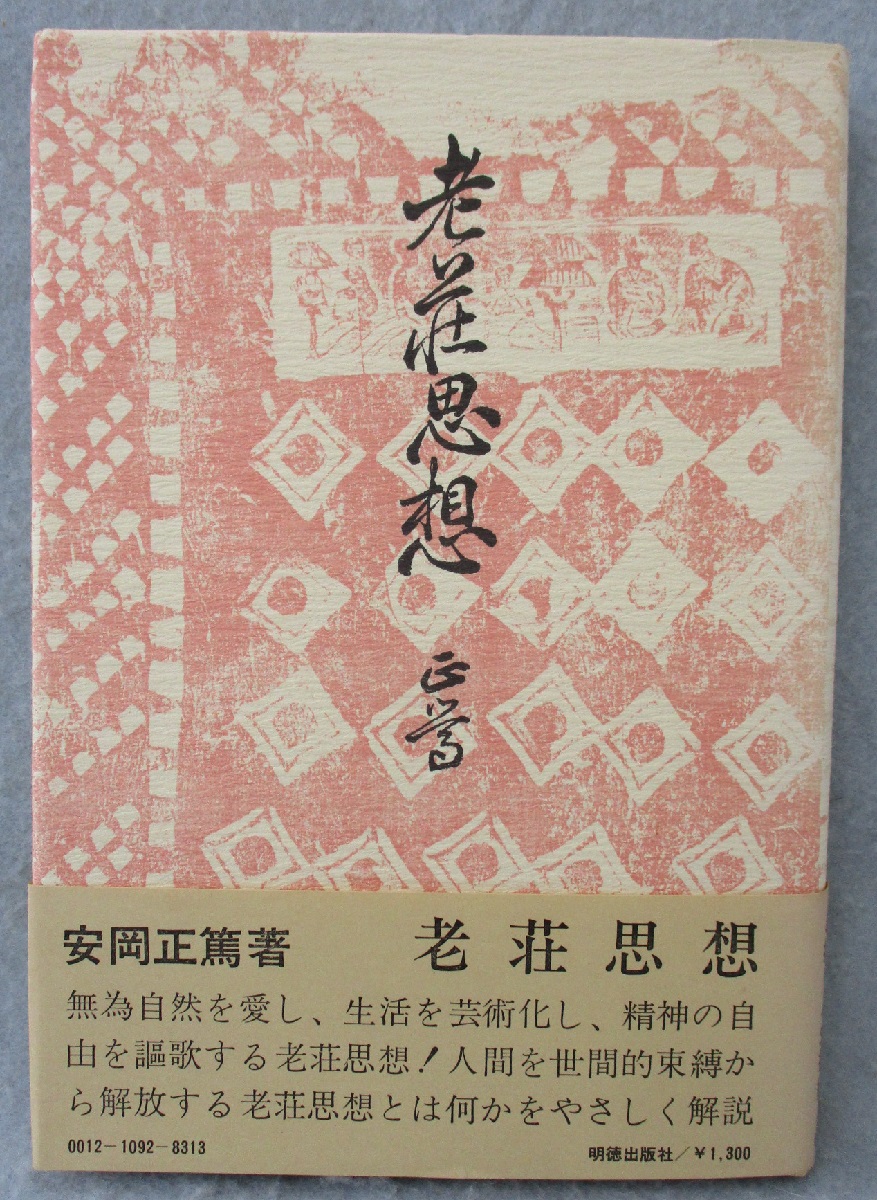 老荘思想
正篤
安岡正篤著
老荘思想
無為自然を愛し、生活を芸術化し、精神の自
由を謳歌する老荘思想！人間を世間的束縛か
ら解放する老荘思想とは何かをやさしく解説
0012-1092-8313
明徳出版社/¥1,300